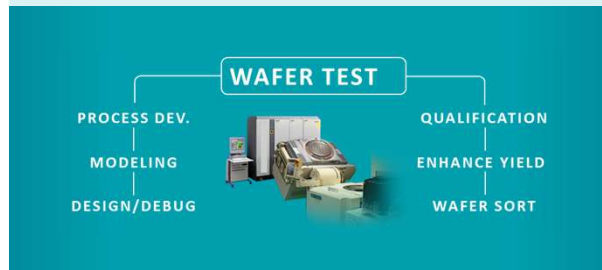 WAFER TEST
PROCESS DEV.
MODELING
DESIGN/DEBUG
QUALIFICATION
ENHANCE YIELD
WAFER SORT